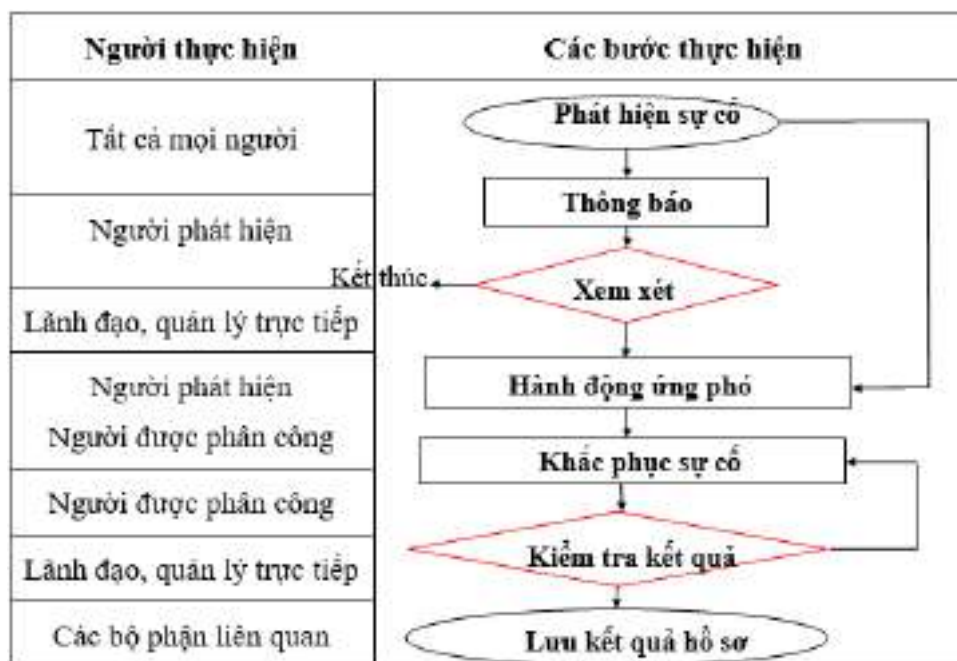 Người thực hiện
Các bước thực hiện
Tất cả mọi người
Phát hiện sự cố
Thông báo
Người phát hiện
Kết thúc
Xem xét
Lãnh đạo, quản lý trực tiếp
Người phát hiện
Hành động ứng phó
Người được phân công
Khắc phục sự cố
Người được phân công
Kiểm tra kết quả
Lãnh đạo, quản lý trực tiếp
Các bộ phận liên quan
Lưu kết quả hồ sơ